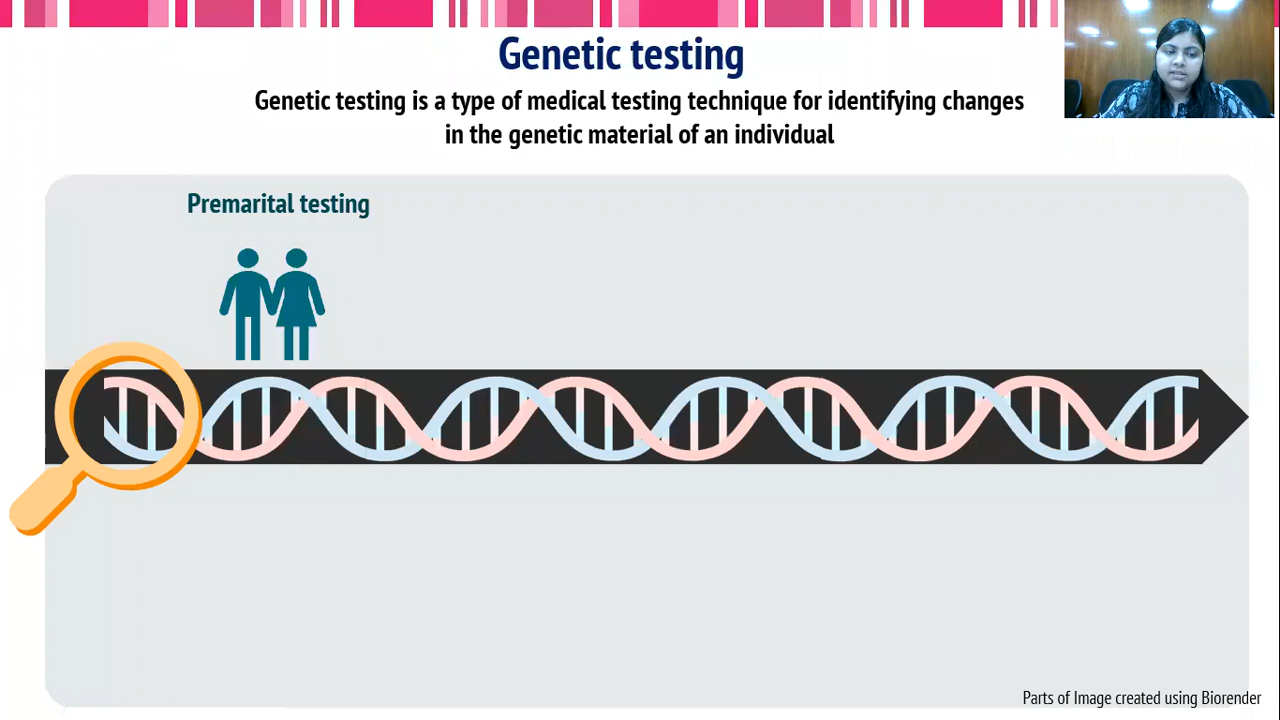 Genetic testing
Genetic testing is a type of medical testing technique for identifying changes
in the genetic material of an individual
Premarital testing
Parts of Image created using Biorender